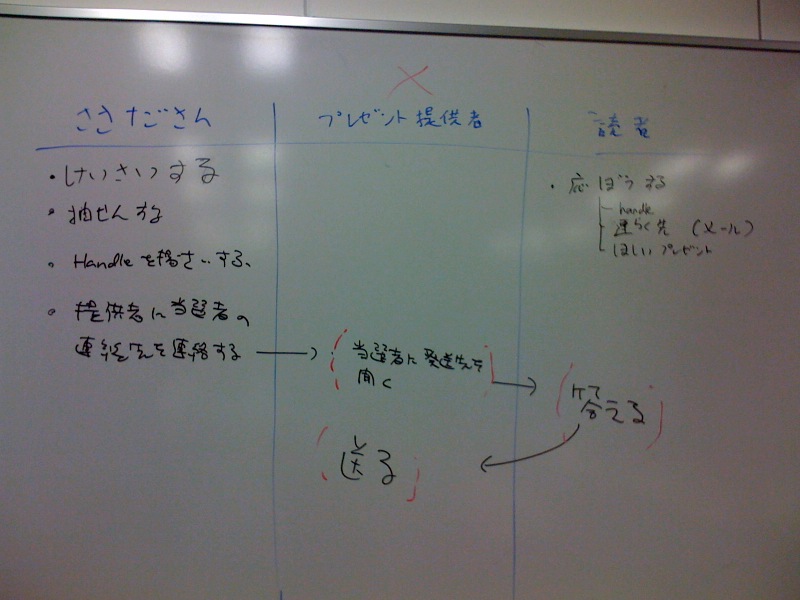 ×
ささださん
プレゼント提供者
読者
・けいさいする
・抽せんする
・Handleを掲さいする、
・提供者に当選者の
連絡先を連絡する →
当選者に発送先を
聞く →
答える
送る ←
・応ぼうする
handle
連らく先 (メール)
ほしいプレゼント